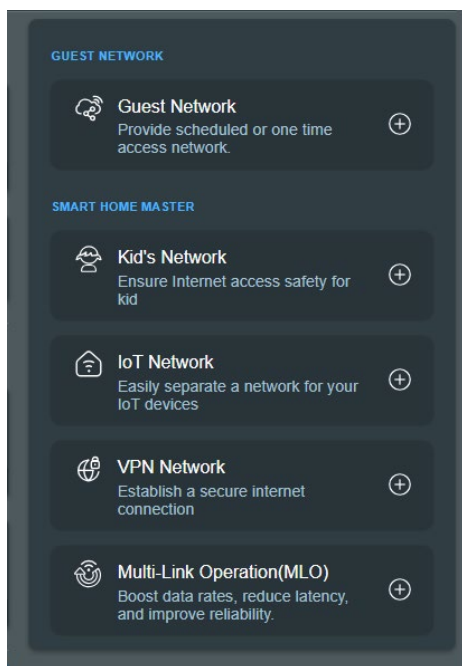 GUEST NETWORK
Guest Network
Provide scheduled or one time
access network.
SMART HOME MASTER
Kid's Network
Ensure Internet access safety for
kid
IoT Network
Easily separate a network for your
IoT devices
VPN Network
Establish a secure internet
connection
Multi-Link Operation(MLO)
Boost data rates, reduce latency,
and improve reliability.